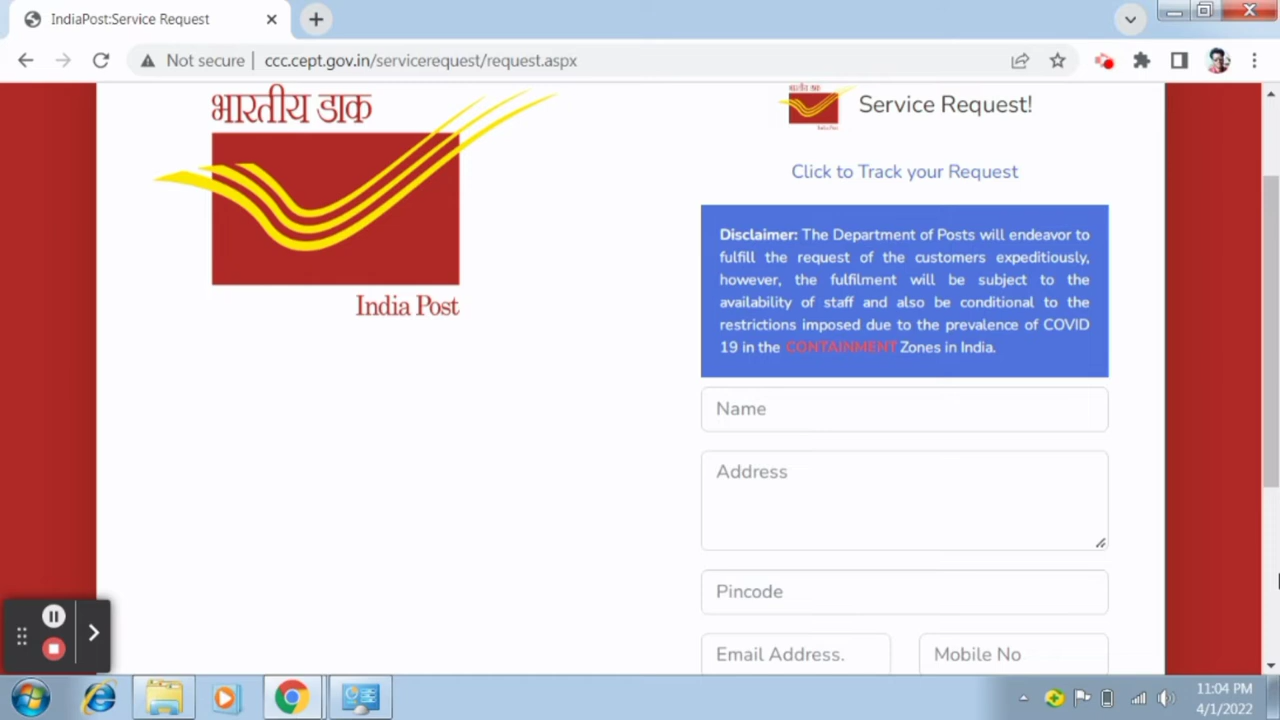 IndiaPost:Service Request
Not secure
ccc.cept.gov.in/servicerequest/request.aspx
भारतीय डाक
India Post
भारतीय डाक
India Post
Service Request!
Click to Track your Request
Disclaimer: The Department of Posts will endeavor to
fulfill the request of the customers expeditiously,
however, the fulfilment will be subject to the
availability of staff and also be conditional to the
restrictions imposed due to the prevalence of COVID
19 in the CONTAINMENT Zones in India.
Name
Address
Pincode
Email Address.
Mobile No
11:04 PM
4/1/2022